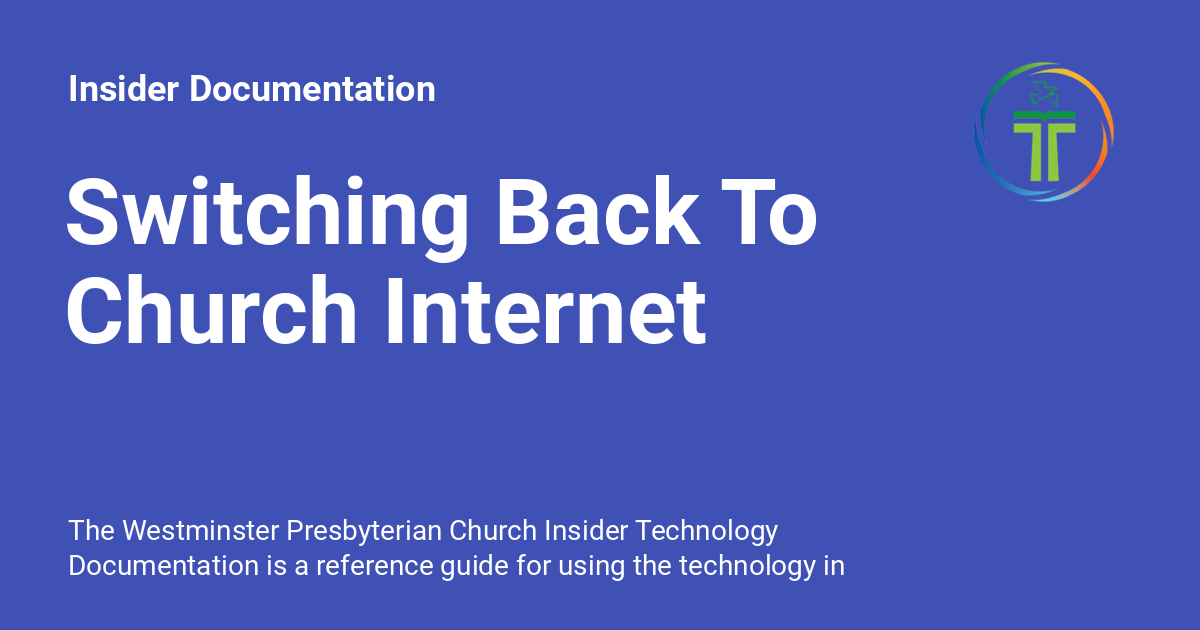 Insider Documentation
Switching Back To
Church Internet
The Westminster Presbyterian Church Insider Technology
Documentation is a reference guide for using the technology in